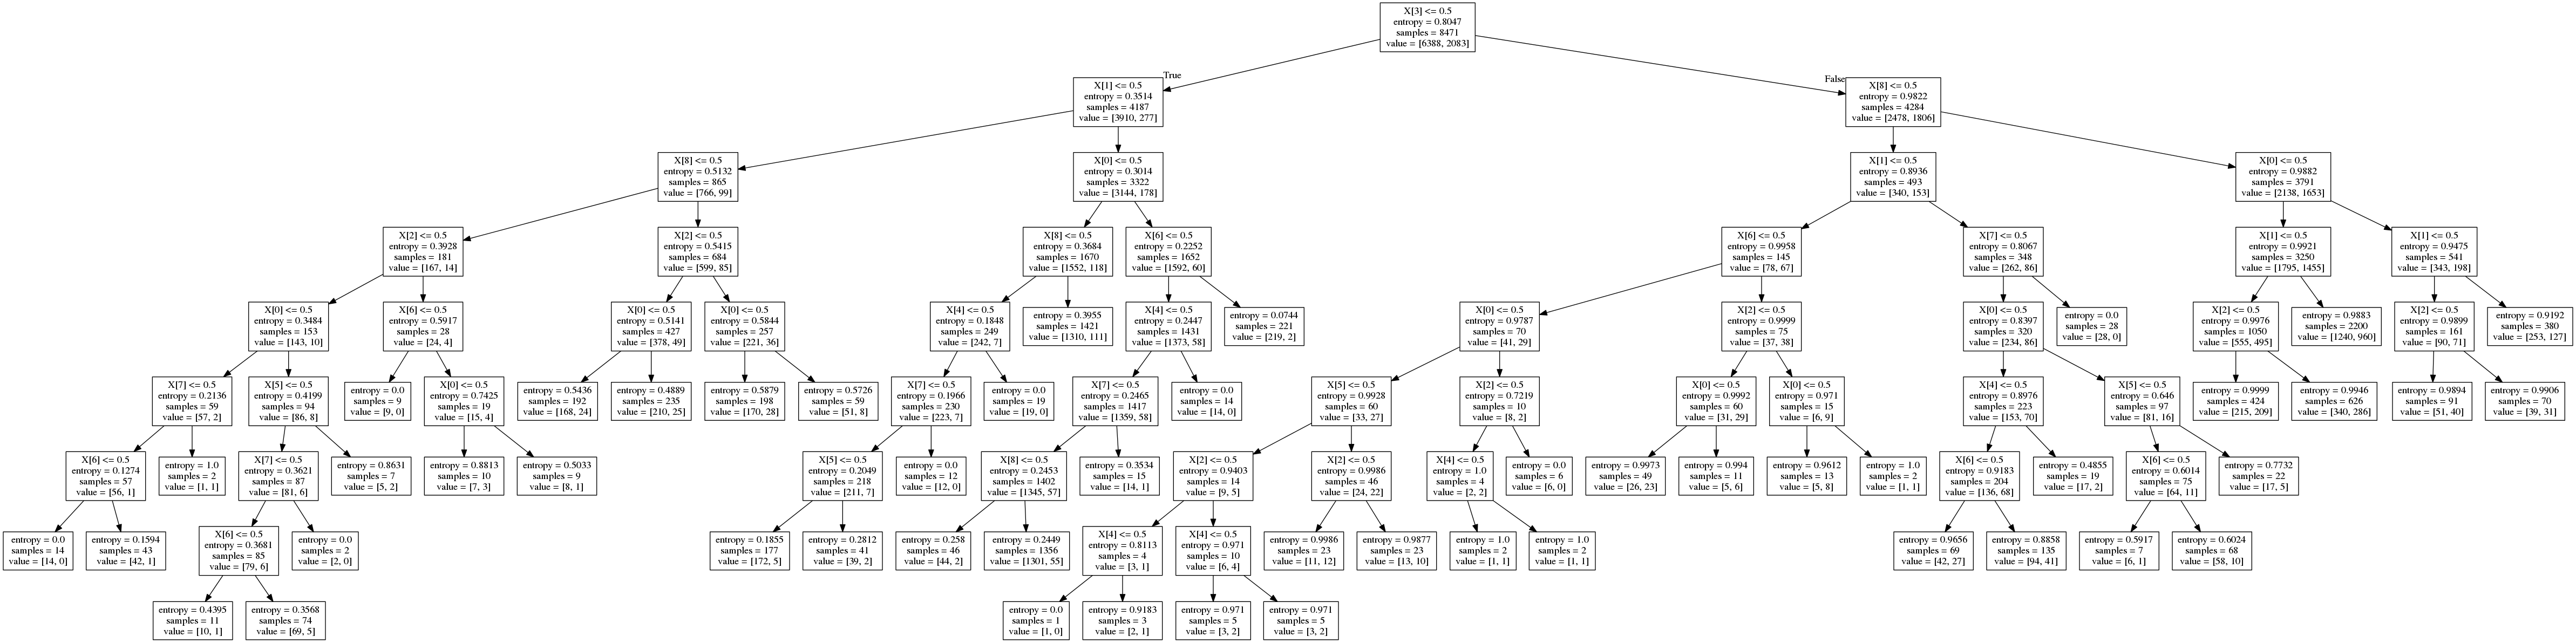 X[3] <= 0.5
entropy = 0.8047
samples = 8471
value = [6388, 2083]
True
False
X[1] <= 0.5
entropy = 0.3514
samples = 4187
value = [3910, 277]
X[8] <= 0.5
entropy = 0.9822
samples = 4284
value = [2478, 1806]
X[8] <= 0.5
entropy = 0.5132
samples = 865
value = [766, 99]
X[0] <= 0.5
entropy = 0.3014
samples = 3322
value = [3144, 178]
X[1] <= 0.5
entropy = 0.8936
samples = 493
value = [340, 153]
X[0] <= 0.5
entropy = 0.9882
samples = 3791
value = [2138, 1653]
X[2] <= 0.5
entropy = 0.3928
samples = 181
value = [167, 14]
X[2] <= 0.5
entropy = 0.5415
samples = 684
value = [599, 85]
X[8] <= 0.5
entropy = 0.3684
samples = 1670
value = [1552, 118]
X[6] <= 0.5
entropy = 0.2252
samples = 1652
value = [1592, 60]
X[6] <= 0.5
entropy = 0.9958
samples = 145
value = [78, 67]
X[7] <= 0.5
entropy = 0.8067
samples = 348
value = [262, 86]
X[1] <= 0.5
entropy = 0.9921
samples = 3250
value = [1795, 1455]
X[1] <= 0.5
entropy = 0.9475
samples = 541
value = [343, 198]
X[0] <= 0.5
entropy = 0.3484
samples = 153
value = [143, 10]
X[6] <= 0.5
entropy = 0.5917
samples = 28
value = [24, 4]
X[0] <= 0.5
entropy = 0.5141
samples = 427
value = [378, 49]
X[0] <= 0.5
entropy = 0.5844
samples = 257
value = [221, 36]
X[4] <= 0.5
entropy = 0.1848
samples = 249
value = [242, 7]
entropy = 0.3955
samples = 1421
value = [1310, 111]
X[4] <= 0.5
entropy = 0.2447
samples = 1431
value = [1373, 58]
entropy = 0.0744
samples = 221
value = [219, 2]
X[0] <= 0.5
entropy = 0.9787
samples = 70
value = [41, 29]
X[2] <= 0.5
entropy = 0.9999
samples = 75
value = [37, 38]
X[0] <= 0.5
entropy = 0.8397
samples = 320
value = [234, 86]
entropy = 0.0
samples = 28
value = [28, 0]
X[2] <= 0.5
entropy = 0.9976
samples = 1050
value = [555, 495]
entropy = 0.9883
samples = 2200
value = [1240, 960]
X[2] <= 0.5
entropy = 0.9899
samples = 161
value = [90, 71]
entropy = 0.9192
samples = 380
value = [253, 127]
X[7] <= 0.5
entropy = 0.2136
samples = 59
value = [57, 2]
X[5] <= 0.5
entropy = 0.4199
samples = 94
value = [86, 8]
entropy = 0.0
samples = 9
value = [9, 0]
X[0] <= 0.5
entropy = 0.7425
samples = 19
value = [15, 4]
entropy = 0.5436
samples = 192
value = [168, 24]
entropy = 0.4889
samples = 235
value = [210, 25]
entropy = 0.5879
samples = 198
value = [170, 28]
entropy = 0.5726
samples = 59
value = [51, 8]
X[7] <= 0.5
entropy = 0.1966
samples = 230
value = [223, 7]
entropy = 0.0
samples = 19
value = [19, 0]
X[7] <= 0.5
entropy = 0.2465
samples = 1417
value = [1359, 58]
entropy = 0.0
samples = 14
value = [14, 0]
X[5] <= 0.5
entropy = 0.9928
samples = 60
value = [33, 27]
X[2] <= 0.5
entropy = 0.7219
samples = 10
value = [8, 2]
X[0] <= 0.5
entropy = 0.9992
samples = 60
value = [31, 29]
X[0] <= 0.5
entropy = 0.971
samples = 15
value = [6, 9]
X[4] <= 0.5
entropy = 0.8976
samples = 223
value = [153, 70]
X[5] <= 0.5
entropy = 0.646
samples = 97
value = [81, 16]
entropy = 0.9999
samples = 424
value = [215, 209]
entropy = 0.9946
samples = 626
value = [340, 286]
entropy = 0.9894
samples = 91
value = [51, 40]
entropy = 0.9906
samples = 70
value = [39, 31]
X[6] <= 0.5
entropy = 0.1274
samples = 57
value = [56, 1]
entropy = 1.0
samples = 2
value = [1, 1]
X[7] <= 0.5
entropy = 0.3621
samples = 87
value = [81, 6]
entropy = 0.8631
samples = 7
value = [5, 2]
entropy = 0.8813
samples = 10
value = [7, 3]
entropy = 0.5033
samples = 9
value = [8, 1]
X[5] <= 0.5
entropy = 0.2049
samples = 218
value = [211, 7]
entropy = 0.0
samples = 12
value = [12, 0]
X[8] <= 0.5
entropy = 0.2453
samples = 1402
value = [1345, 57]
entropy = 0.3534
samples = 15
value = [14, 1]
X[2] <= 0.5
entropy = 0.9403
samples = 14
value = [9, 5]
X[2] <= 0.5
entropy = 0.9986
samples = 46
value = [24, 22]
X[4] <= 0.5
entropy = 1.0
samples = 4
value = [2, 2]
entropy = 0.0
samples = 6
value = [6, 0]
entropy = 0.9973
samples = 49
value = [26, 23]
entropy = 0.994
samples = 11
value = [5, 6]
entropy = 0.9612
samples = 13
value = [5, 8]
entropy = 1.0
samples = 2
value = [1, 1]
X[6] <= 0.5
entropy = 0.9183
samples = 204
value = [136, 68]
entropy = 0.4855
samples = 19
value = [17, 2]
X[6] <= 0.5
entropy = 0.6014
samples = 75
value = [64, 11]
entropy = 0.7732
samples = 22
value = [17, 5]
entropy = 0.0
samples = 14
value = [14, 0]
entropy = 0.1594
samples = 43
value = [42, 1]
X[6] <= 0.5
entropy = 0.3681
samples = 85
value = [79, 6]
entropy = 0.0
samples = 2
value = [2, 0]
entropy = 0.1855
samples = 177
value = [172, 5]
entropy = 0.2812
samples = 41
value = [39, 2]
entropy = 0.258
samples = 46
value = [44, 2]
entropy = 0.2449
samples = 1356
value = [1301, 55]
X[4] <= 0.5
entropy = 0.8113
samples = 4
value = [3, 1]
X[4] <= 0.5
entropy = 0.971
samples = 10
value = [6, 4]
entropy = 0.9986
samples = 23
value = [11, 12]
entropy = 0.9877
samples = 23
value = [13, 10]
entropy = 1.0
samples = 2
value = [1, 1]
entropy = 1.0
samples = 2
value = [1, 1]
entropy = 0.9656
samples = 69
value = [42, 27]
entropy = 0.8858
samples = 135
value = [94, 41]
entropy = 0.5917
samples = 7
value = [6, 1]
entropy = 0.6024
samples = 68
value = [58, 10]
entropy = 0.4395
samples = 11
value = [10, 1]
entropy = 0.3568
samples = 74
value = [69, 5]
entropy = 0.0
samples = 1
value = [1, 0]
entropy = 0.9183
samples = 3
value = [2, 1]
entropy = 0.971
samples = 5
value = [3, 2]
entropy = 0.971
samples = 5
value = [3, 2]